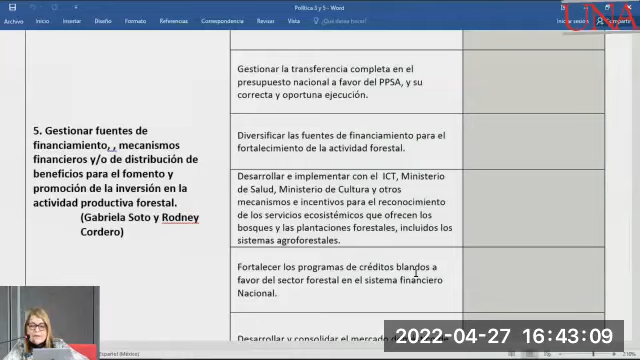 Política 3 y 5 - Word
Archivo Inicio Insertar Diseño Formato Referencias Correspondencia Revisar Vista ¿Qué desea hacer? Iniciar sesión Compartir
UNA
Gestionar la transferencia completa en el
presupuesto nacional a favor del PPSA, y su
correcta y oportuna ejecución.
5. Gestionar fuentes de
financiamiento, , mecanismos
financieros y/o de distribución de
beneficios para el fomento y
promoción de la inversión en la
actividad productiva forestal.
(Gabriela Soto y Rodney
Cordero)
Diversificar las fuentes de financiamiento para el
fortalecimiento de la actividad forestal.
Desarrollar e implementar con el ICT, Ministerio
de Salud, Ministerio de Cultura y otros
mecanismos e incentivos para el reconocimiento
de los servicios ecosistémicos que ofrecen los
bosques y las plantaciones forestales, incluidos los
sistemas agroforestales.
Fortalecer los programas de créditos blandos a
favor del sector forestal en el sistema financiero
Nacional.
Desarrollar y consolidar el mercado de
2022-04-27 16:43:09
Español (México)
210%